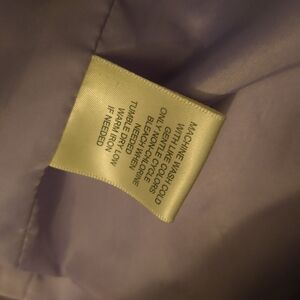 MACHINE WASH COLD
WITH LIKE COLORS
GENTLE CYCLE
ONLY NON-CHLORINE
BLEACH WHEN
NEEDED
TUMBLE DRY LOW
WARM IRON
IF NEEDED